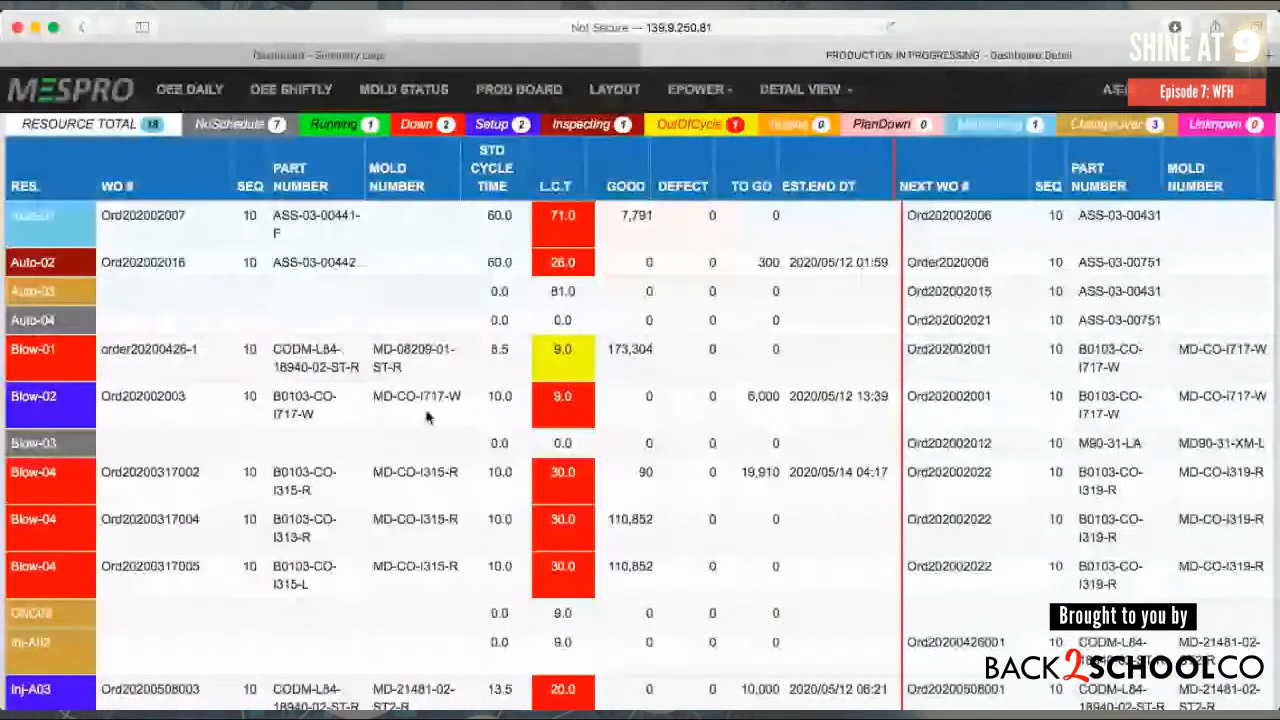 Not Secure — 139.9.250.81
SHINE AT 9
Dashboard - Summary Page
PRODUCTION IN PROGRESSING - Dashboard Detail
MESPRO OEE DAILY OEE SHIFTLY MOLD STATUS PROD BOARD LAYOUT EPOWER DETAIL VIEW
Episode 7: WFH
RESOURCE TOTAL 18 NoSchedule 7 Running 1 Down 2 Setup 2 Inspecting 1 OutOfCycle 1 0 PlanDown 0 1 ChangeOver 3 Unknown 0
RES. WO # SEQ PART NUMBER MOLD NUMBER STD CYCLE TIME L.C.T GOOD DEFECT TO GO EST.END DT NEXT WO # SEQ PART NUMBER MOLD NUMBER
Ord202002007 10 ASS-03-00441-F 60.0 71.0 7,791 0 0 Ord202002006 10 ASS-03-00431
Auto-02 Ord202002016 10 ASS-03-00442 60.0 26.0 0 0 300 2020/05/12 01:59 Order2020006 10 ASS-03-00751
Auto-03 0.0 81.0 0 0 0 Ord202002015 10 ASS-03-00431
Auto-04 0.0 0.0 0 0 0 Ord202002021 10 ASS-03-00751
Blow-01 order20200426-1 10 CODM-L84-18940-02-ST-R MD-08209-01-ST-R 8.5 9.0 173,304 0 0 Ord202002001 10 B0103-CO-I717-W MD-CO-I717-W
Blow-02 Ord202002003 10 B0103-CO-I717-W MD-CO-I717-W 10.0 9.0 0 0 6,000 2020/05/12 13:39 Ord202002001 10 B0103-CO-I717-W MD-CO-I717-W
Blow-03 0.0 0.0 0 0 0 Ord202002012 10 M90-31-LA MD90-31-XM-L
Blow-04 Ord20200317002 10 B0103-CO-I315-R MD-CO-I315-R 10.0 30.0 90 0 19,910 2020/05/14 04:17 Ord202002022 10 B0103-CO-I319-R MD-CO-I319-R
Blow-04 Ord20200317004 10 B0103-CO-I313-R MD-CO-I315-R 10.0 30.0 110,852 0 0 Ord202002022 10 B0103-CO-I319-R MD-CO-I319-R
Blow-04 Ord20200317005 10 B0103-CO-I315-L MD-CO-I315-R 10.0 30.0 110,852 0 0 Ord202002022 10 B0103-CO-I319-R MD-CO-I319-R
CNC02 0.0 9.0 0 0 0
Inj-A02 0.0 9.0 0 0 0 Ord20200426001 10 CODM-L84-18940-02-ST-R MD-21481-02-
Inj-A03 Ord20200508003 10 CODM-L84-18940-02-ST-R MD-21481-02-ST2-R 13.5 20.0 0 0 10,000 2020/05/12 06:21 Ord20200508001 10 CODM-L84-18940-02-ST-R MD-21481-02-ST2-R
Brought to you by
BACK2SCHOOLCO